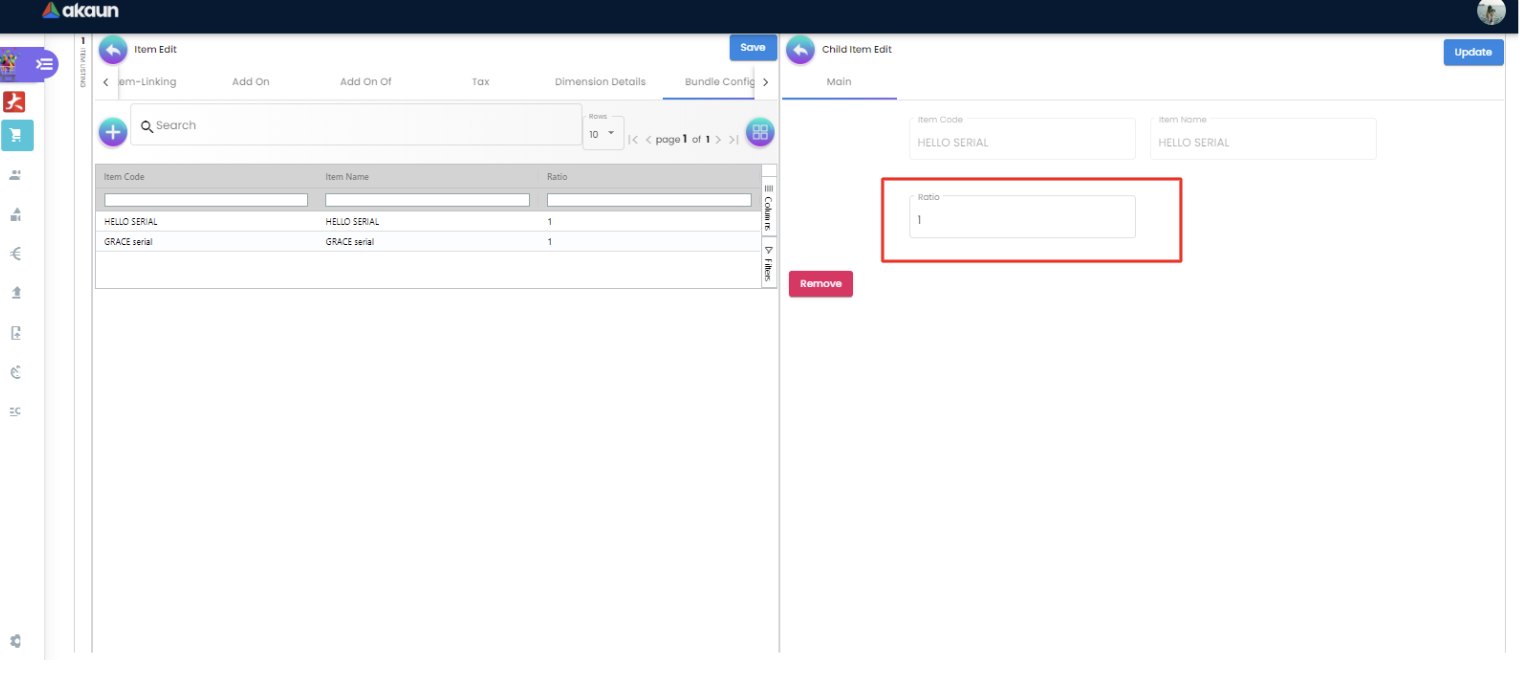 akaun
1 ITEM LISTING
Item Edit
Save
em-Linking
Add On
Add On Of
Tax
Dimension Details
Bundle Config
Search
Rows
10
page 1 of 1
Item Code
Item Name
Ratio
HELLO SERIAL
HELLO SERIAL
1
GRACE serial
GRACE serial
1
Columns
Filters
Child Item Edit
Update
Main
Item Code
HELLO SERIAL
Item Name
HELLO SERIAL
Ratio
1
Remove